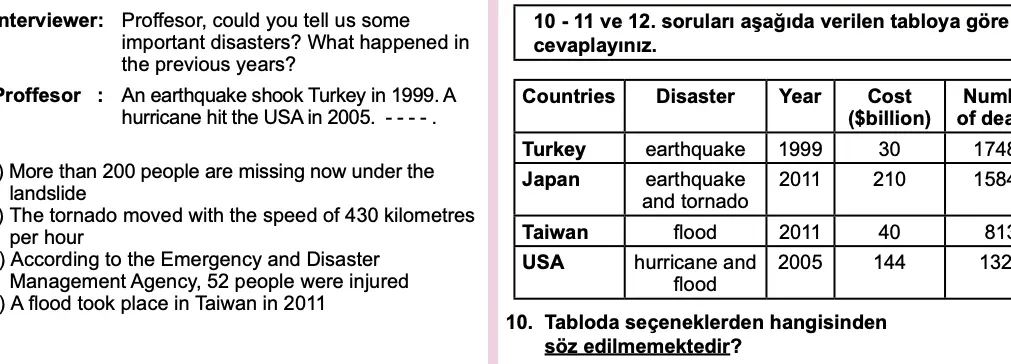 nterviewer: Proffesor, could you tell us some
important disasters? What happened in
the previous years?
Proffesor : An earthquake shook Turkey in 1999. A
hurricane hit the USA in 2005. - - - - .
) More than 200 people are missing now under the
landslide
) The tornado moved with the speed of 430 kilometres
per hour
) According to the Emergency and Disaster
Management Agency, 52 people were injured
) A flood took place in Taiwan in 2011
10 - 11 ve 12. soruları aşağıda verilen tabloya göre
cevaplayınız.
Countries Disaster Year Cost
($billion) of
Turkey earthquake 1999 30
Japan earthquake 2011 210
and tornado
Taiwan flood 2011 40
USA hurricane and 2005 144
flood
10. Tabloda seçeneklerden hangisinden
söz edilmemektedir?